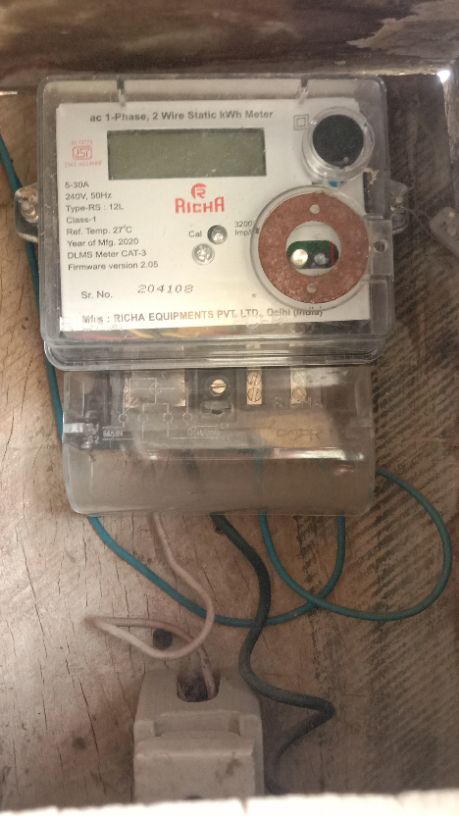 ac 1-Phase, 2 Wire Static kWh Meter
5-30A
240V, 50Hz
Type-RS : 12L
Class-1
Ref. Temp. 27°C
Year of Mfg. 2020
DLMS Meter CAT-3
Firmware version 2.05
RICHA
Cal
3200
Imp/
Sr. No. 204108
Mfrs : RICHA EQUIPMENTS PVT. LTD., Delhi (India)